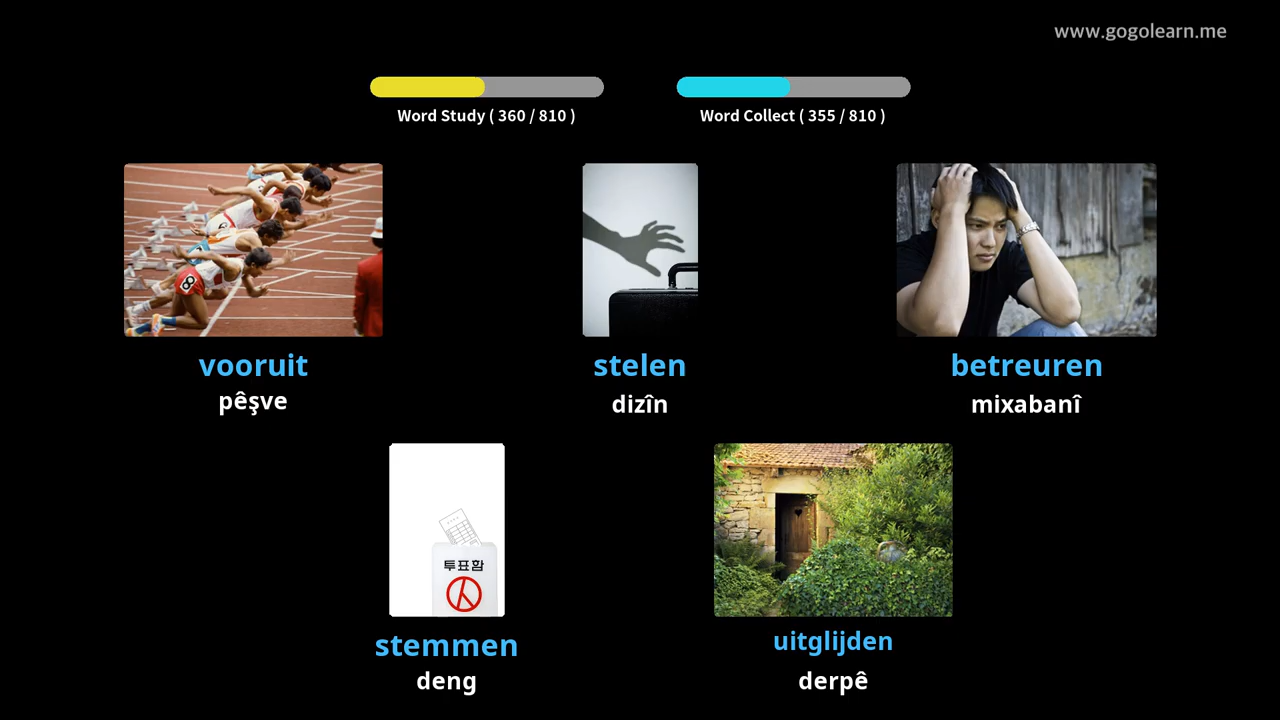 www.gogolearn.me
Word Study ( 360 / 810 )
Word Collect ( 355 / 810 )
8
vooruit
pêşve
stelen
dizîn
betreuren
mixabanî
투표함
stemmen
deng
uitglijden
derpê